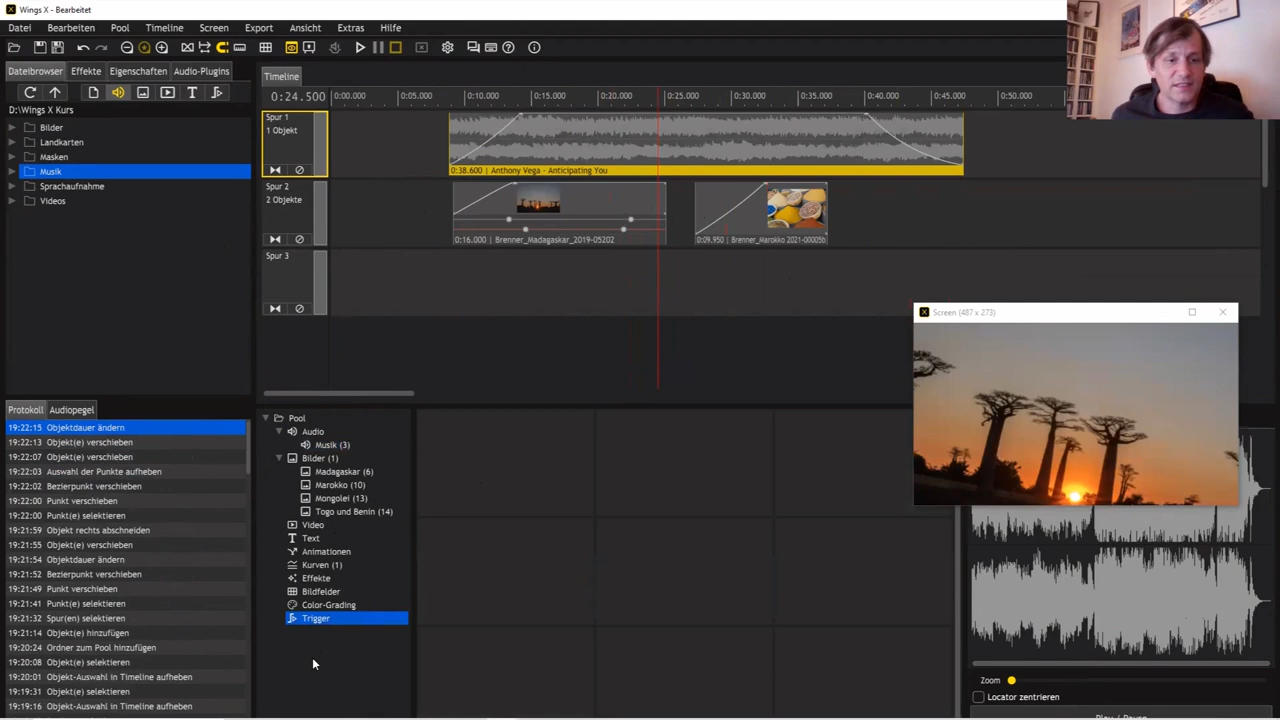 Wings X - Bearbeitet
Datei Bearbeiten Pool Timeline Screen Export Ansicht Extras Hilfe
Dateibrowser Effekte Eigenschaften Audio-Plugins
Timeline
D:\Wings X Kurs
0:24.500 0:00.000 0:05.000 0:10.000 0:15.000 0:20.000 0:25.000 0:30.000 0:35.000 0:40.000 0:45.000 0:50.000
Bilder
Landkarten
Masken
Musik
Sprachaufnahme
Videos
Spur 1
1 Objekt
0:38.600 | Anthony Vega - Anticipating You
Spur 2
2 Objekte
0:16.000 | Brenner_Madagaskar_2019-05202
0:09.950 | Brenner_Marokko 2021-00005b
Spur 3
Screen (487 x 273)
Protokoll Audiopegel
19:22:15 Objektdauer ändern
19:22:13 Objekt(e) verschieben
19:22:07 Objekt(e) verschieben
19:22:03 Auswahl der Punkte aufheben
19:22:02 Bezierpunkt verschieben
19:22:00 Punkt verschieben
19:22:00 Punkt(e) selektieren
19:21:59 Objekt rechts abschneiden
19:21:55 Objekt(e) verschieben
19:21:54 Objektdauer ändern
19:21:52 Bezierpunkt verschieben
19:21:49 Punkt verschieben
19:21:41 Punkt(e) selektieren
19:21:32 Spur(en) selektieren
19:21:14 Objekt(e) hinzufügen
19:20:24 Ordner zum Pool hinzufügen
19:20:08 Objekt(e) selektieren
19:20:01 Objekt-Auswahl in Timeline aufheben
19:19:31 Objekt(e) selektieren
19:19:16 Objekt-Auswahl in Timeline aufheben
Pool
Audio
Musik (3)
Bilder (1)
Madagaskar (6)
Marokko (10)
Mongolei (13)
Togo und Benin (14)
Video
Text
Animationen
Kurven (1)
Effekte
Bildfelder
Color-Grading
Trigger
Zoom
Locator zentrieren
Play / Pause